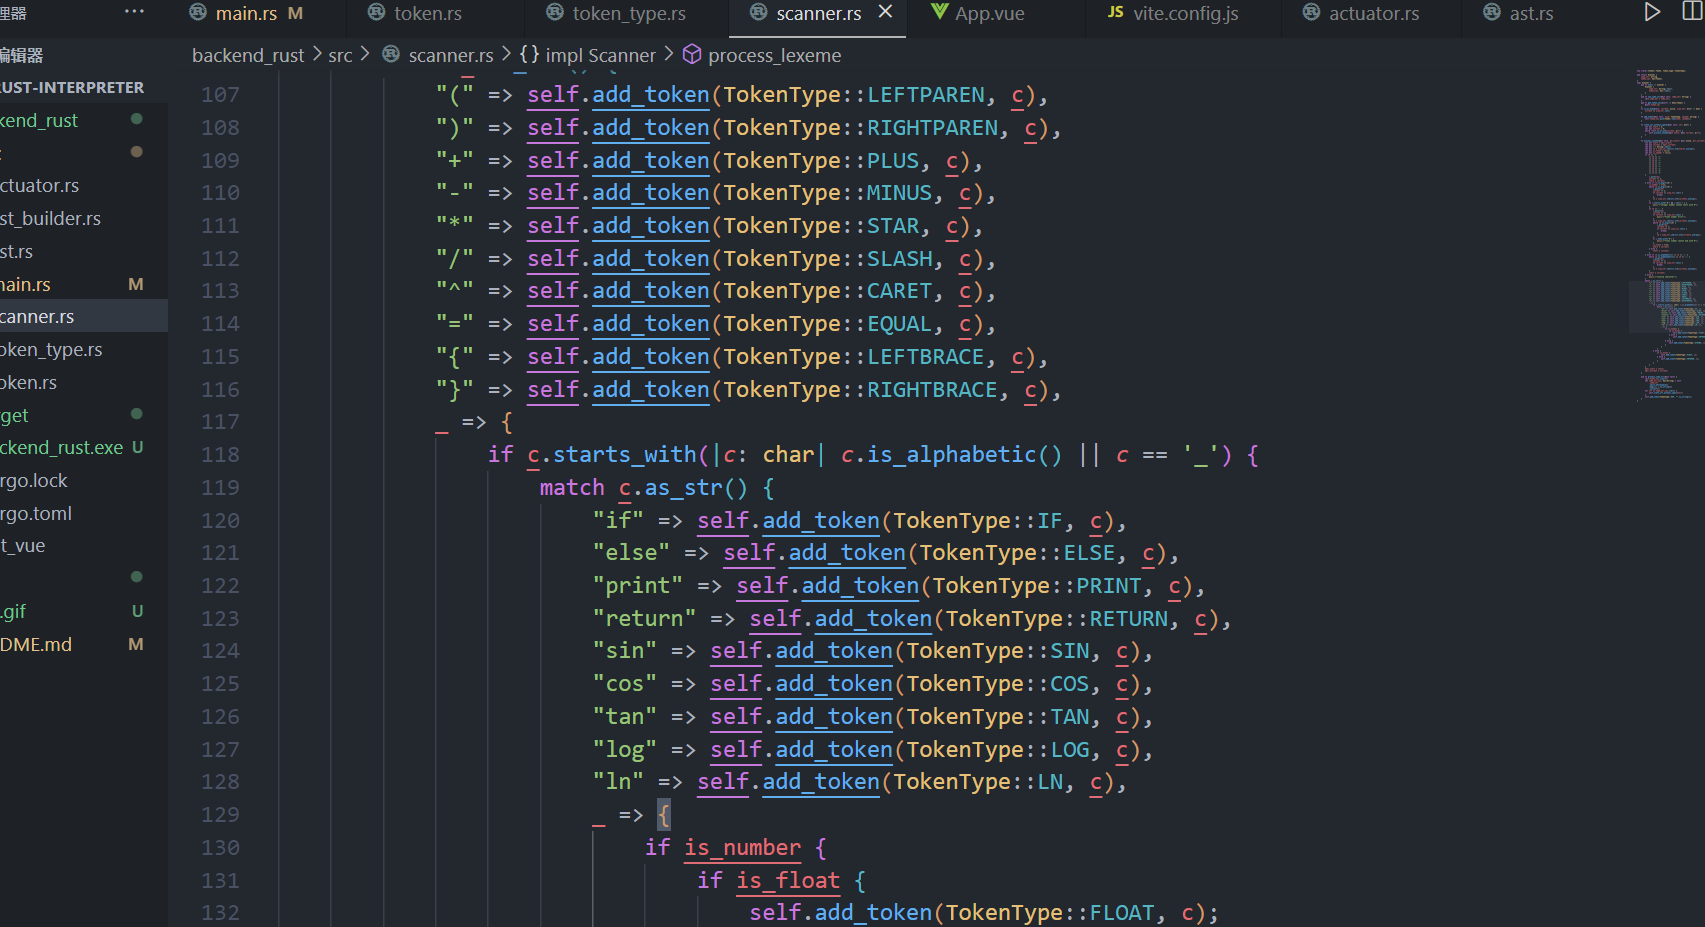 理器 ··· main.rs M token.rs token_type.rs scanner.rs App.vue JS vite.config.js actuator.rs ast.rs
编辑器
RUST-INTERPRETER
kend_rust
ctuator.rs
st_builder.rs
st.rs
nain.rs M
canner.rs
oken_type.rs
oken.rs
rget
ckend_rust.exe U
rgo.lock
rgo.toml
t_vue
.gif U
DME.md M
backend_rust > src > scanner.rs > {} impl Scanner > process_lexeme
107 "(" => self.add_token(TokenType::LEFTPAREN, c),
108 ")" => self.add_token(TokenType::RIGHTPAREN, c),
109 "+" => self.add_token(TokenType::PLUS, c),
110 "-" => self.add_token(TokenType::MINUS, c),
111 "*" => self.add_token(TokenType::STAR, c),
112 "/" => self.add_token(TokenType::SLASH, c),
113 "^" => self.add_token(TokenType::CARET, c),
114 "=" => self.add_token(TokenType::EQUAL, c),
115 "{" => self.add_token(TokenType::LEFTBRACE, c),
116 "}" => self.add_token(TokenType::RIGHTBRACE, c),
117 _ => {
118 if c.starts_with(|c: char| c.is_alphabetic() || c == '_') {
119 match c.as_str() {
120 "if" => self.add_token(TokenType::IF, c),
121 "else" => self.add_token(TokenType::ELSE, c),
122 "print" => self.add_token(TokenType::PRINT, c),
123 "return" => self.add_token(TokenType::RETURN, c),
124 "sin" => self.add_token(TokenType::SIN, c),
125 "cos" => self.add_token(TokenType::COS, c),
126 "tan" => self.add_token(TokenType::TAN, c),
127 "log" => self.add_token(TokenType::LOG, c),
128 "ln" => self.add_token(TokenType::LN, c),
129 _ => {
130 if is_number {
131 if is_float {
132 self.add_token(TokenType::FLOAT, c);